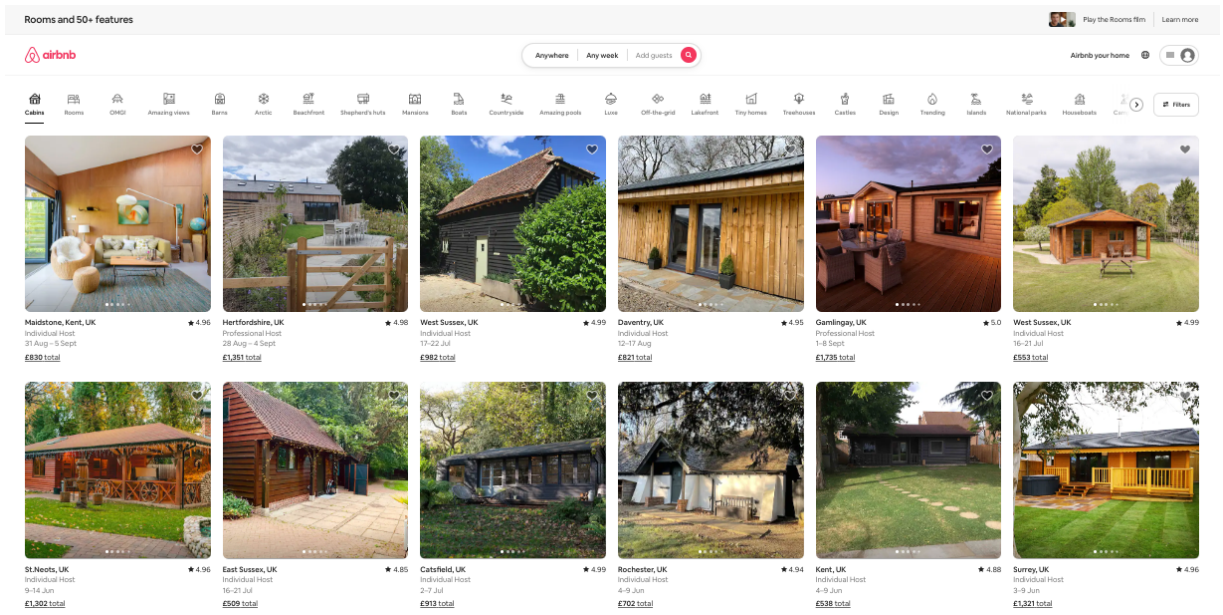 Rooms and 50+ features
Play the Rooms film
Learn more
airbnb
Anywhere
Any week
Add guests
Airbnb your home
Cabins
Rooms
OMG!
Amazing views
Barns
Arctic
Beachfront
Shepherd's huts
Mansions
Boats
Countryside
Amazing pools
Luxe
Off-the-grid
Lakefront
Tiny homes
Treehouses
Castles
Design
Trending
Islands
National parks
Houseboats
Filters
Maidstone, Kent, UK ★ 4.96
Individual Host
31 Aug – 5 Sept
£830 total
Hertfordshire, UK ★ 4.98
Professional Host
28 Aug – 4 Sept
£1,351 total
West Sussex, UK ★ 4.99
Individual Host
17–22 Jul
£982 total
Daventry, UK ★ 4.95
Individual Host
12–17 Aug
£821 total
Gamlingay, UK ★ 5.0
Professional Host
1–8 Sept
£1,735 total
West Sussex, UK ★ 4.99
Individual Host
16–21 Jul
£553 total
St.Neots, UK ★ 4.96
Individual Host
9–14 Jun
£1,302 total
East Sussex, UK ★ 4.85
Individual Host
16–21 Jul
£509 total
Catsfield, UK ★ 4.99
Individual Host
2–7 Jul
£913 total
Rochester, UK ★ 4.94
Individual Host
4–9 Jun
£702 total
Kent, UK ★ 4.88
Individual Host
4–9 Jun
£538 total
Surrey, UK ★ 4.96
Individual Host
3–9 Jun
£1,321 total